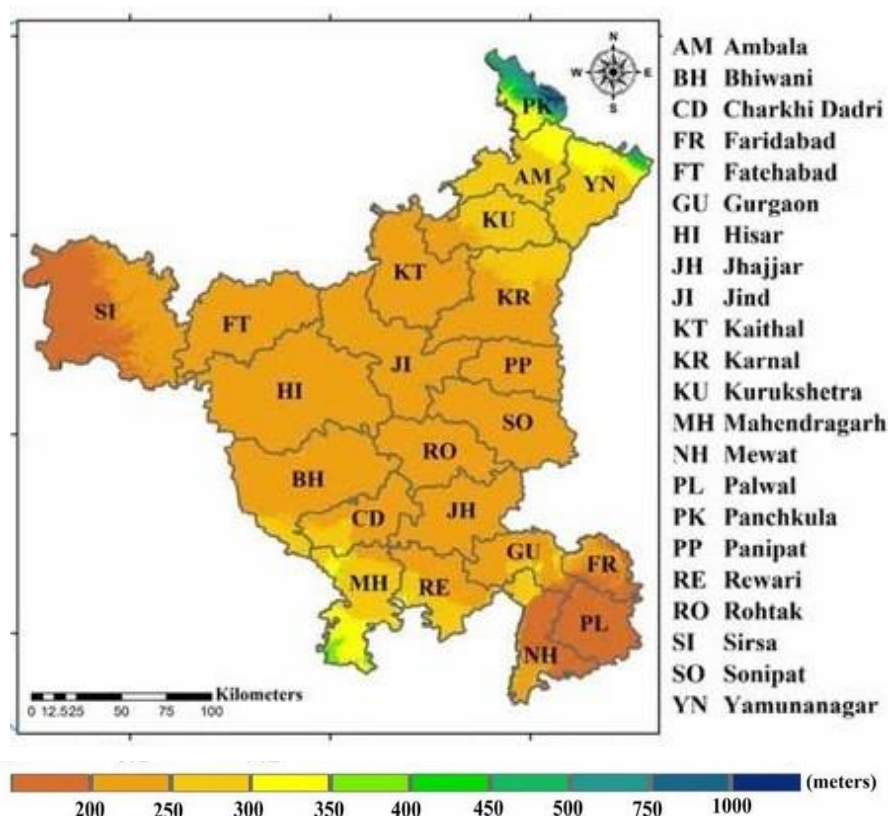 N
W E
S
PK
AM
YN
KU
KT
SI
KR
FT
JI
PP
HI
SO
RO
BH
JH
CD
GU
FR
MH
RE
PL
NH
Kilometers
0 12.525 50 75 100
AM Ambala
BH Bhiwani
CD Charkhi Dadri
FR Faridabad
FT Fatehabad
GU Gurgaon
HI Hisar
JH Jhajjar
JI Jind
KT Kaithal
KR Karnal
KU Kurukshetra
MH Mahendragarh
NH Mewat
PL Palwal
PK Panchkula
PP Panipat
RE Rewari
RO Rohtak
SI Sirsa
SO Sonipat
YN Yamunanagar
(meters)
200 250 300 350 400 450 500 750 1000